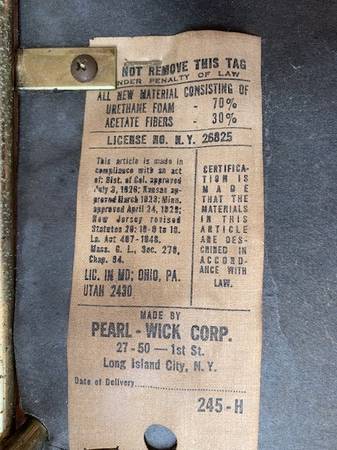 NOT REMOVE THIS TAG
UNDER PENALTY OF LAW
ALL NEW MATERIAL CONSISTING OF
URETHANE FOAM - 70%
ACETATE FIBERS - 30%
LICENSE NO. N.Y. 26825
This article is made in
compliance with an act
of: Dist. of Col. approved
July 3, 1926; Kansas ap-
proved March 1923; Minn.
approved April 24, 1929;
New Jersey revised
Statutes 26: 10-6 to 18.
La. Act 467-1948.
Mass. G. L., Sec. 270,
Chap. 94.
LIC. IN MD; OHIO, PA.
UTAH 2430
CERTIFICA-
TION IS
MADE
THAT THE
MATERIALS
IN THIS
ARTICLE
ARE DES-
CRIBED IN
ACCORD-
ANCE WITH
LAW.
MADE BY
PEARL-WICK CORP.
27-50 — 1st St.
Long Island City, N. Y.
Date of Delivery
245-H